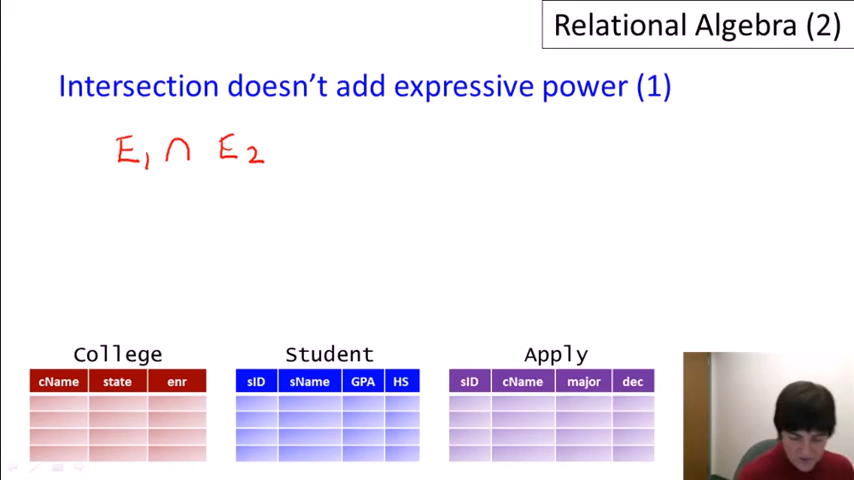 Relational Algebra (2)
Intersection doesn't add expressive power (1)
E₁ ∩ E₂
College
cName state enr
Student
sID sName GPA HS
Apply
sID cName major dec